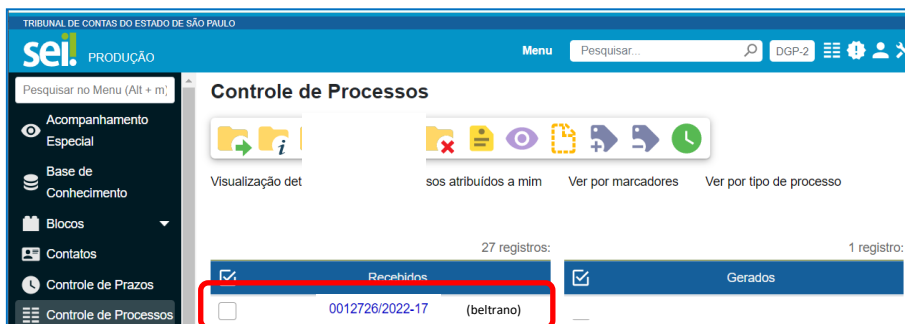 TRIBUNAL DE CONTAS DO ESTADO DE SÃO PAULO
sei! PRODUÇÃO
Menu
Pesquisar...
DGP-2
Pesquisar no Menu (Alt + m)
Controle de Processos
Acompanhamento
Especial
Base de
Conhecimento
Visualização det
sos atribuídos a mim
Ver por marcadores
Ver por tipo de processo
Blocos
Contatos
27 registros:
1 registro:
Controle de Prazos
Recebidos
Gerados
Controle de Processos
0012726/2022-17
(beltrano)